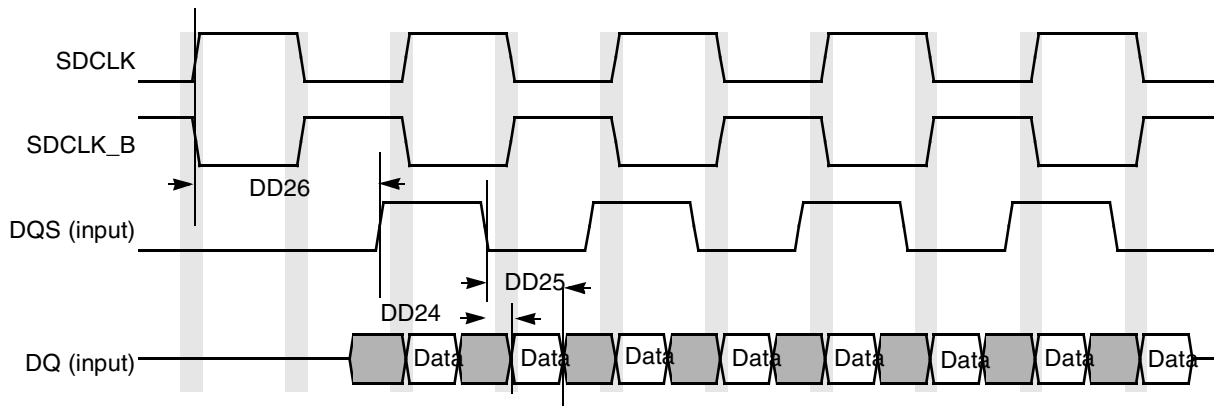 SDCLK
SDCLK_B
DD26
DQS (input)
DD25
DD24
DQ (input) Data Data Data Data Data Data Data Data